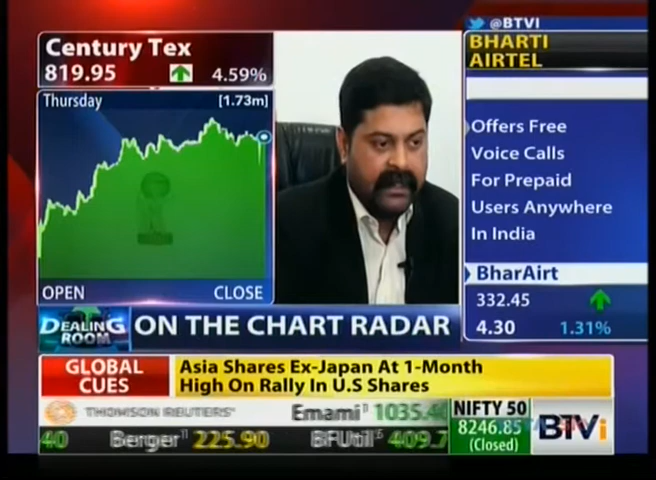 @BTVI
Century Tex
819.95 4.59%
Thursday [1.73m]
OPEN CLOSE
BHARTI
AIRTEL
Offers Free
Voice Calls
For Prepaid
Users Anywhere
In India
BharAirt
332.45
4.30 1.31%
DEALING
ROOM
ON THE CHART RADAR
GLOBAL
CUES
Asia Shares Ex-Japan At 1-Month
High On Rally In U.S Shares
THOMSON REUTERS
Emami 1035.40
40 Berger 225.90 BFUtil 409.7
NIFTY 50
8246.85
(Closed)
BTVi